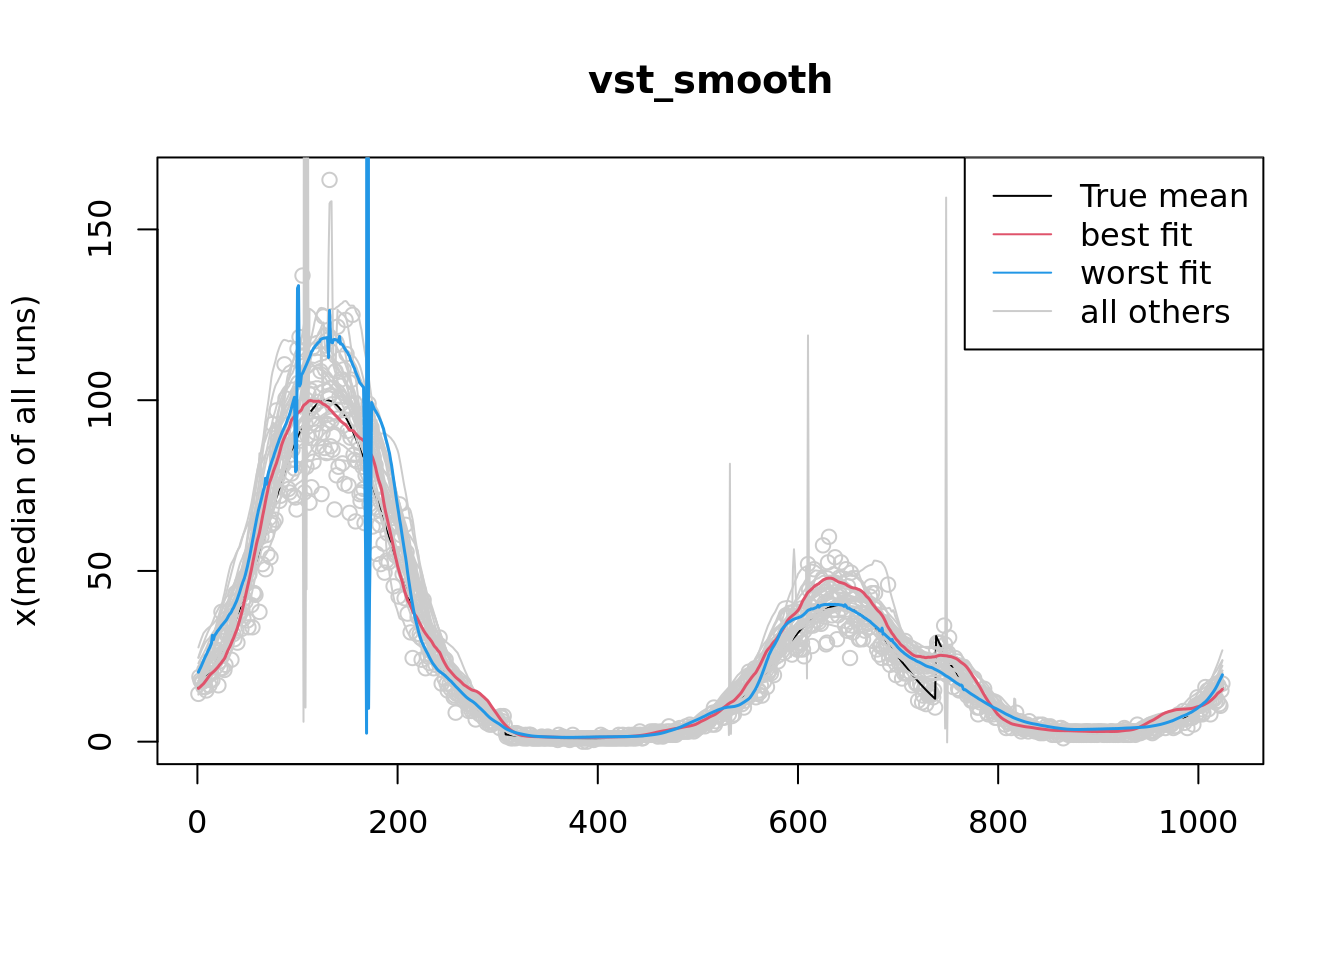 vst_smooth
x(median of all runs)
150
100
50
0
True mean
best fit
worst fit
all others
0 200 400 600 800 1000